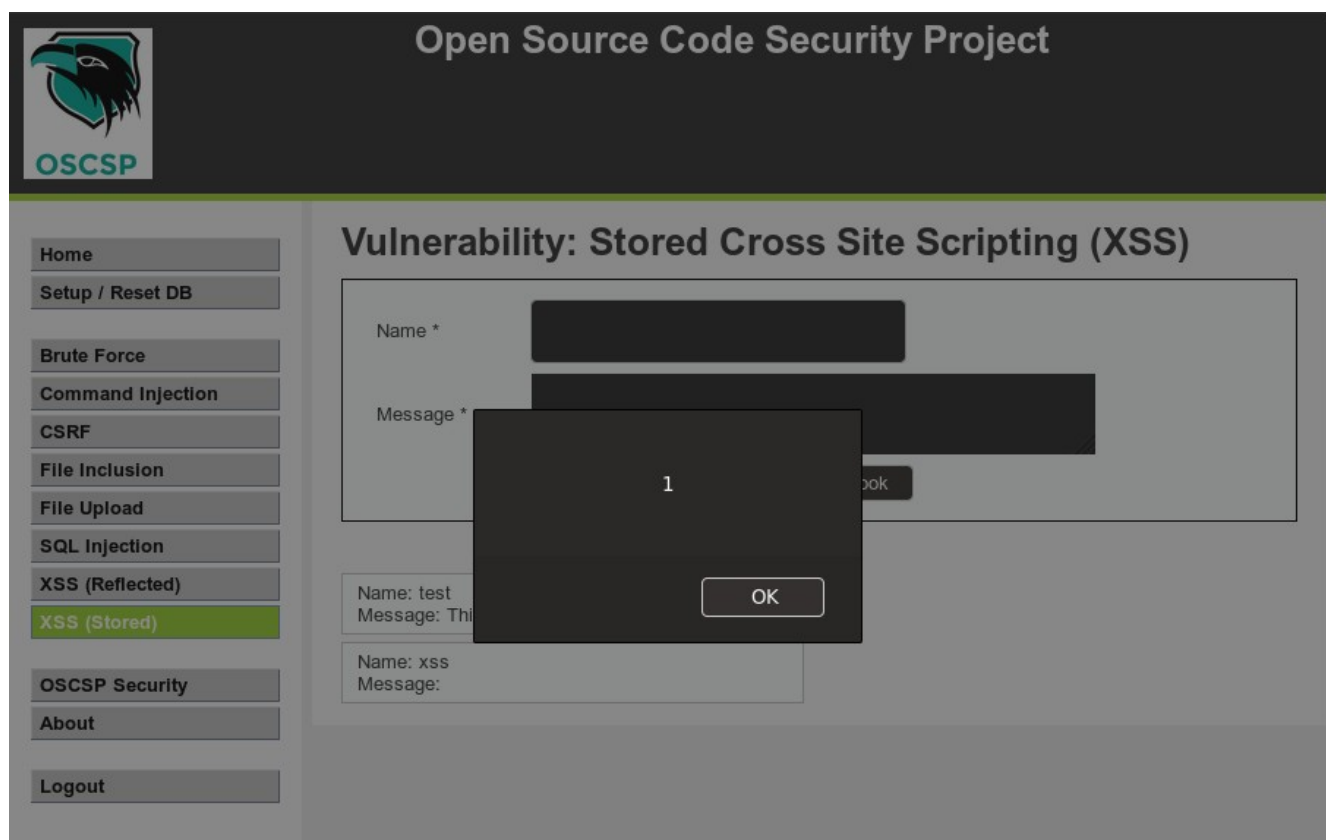 Open Source Code Security Project
OSCSP
Home
Setup / Reset DB
Brute Force
Command Injection
CSRF
File Inclusion
File Upload
SQL Injection
XSS (Reflected)
XSS (Stored)
OSCSP Security
About
Logout
Vulnerability: Stored Cross Site Scripting (XSS)
Name *
Message *
1
OK
Name: test
Message:
Name: xss
Message: